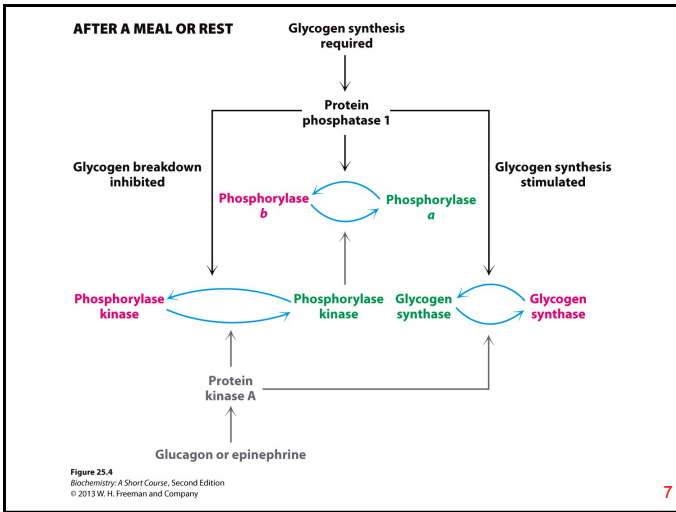 AFTER A MEAL OR REST
Glycogen synthesis
required
Protein
phosphatase 1
Glycogen breakdown
inhibited
Glycogen synthesis
stimulated
Phosphorylase
b
Phosphorylase
a
Phosphorylase
kinase
Phosphorylase
kinase
Glycogen
synthase
Glycogen
synthase
Protein
kinase A
Glucagon or epinephrine
Figure 25.4
Biochemistry: A Short Course, Second Edition
© 2013 W. H. Freeman and Company
7